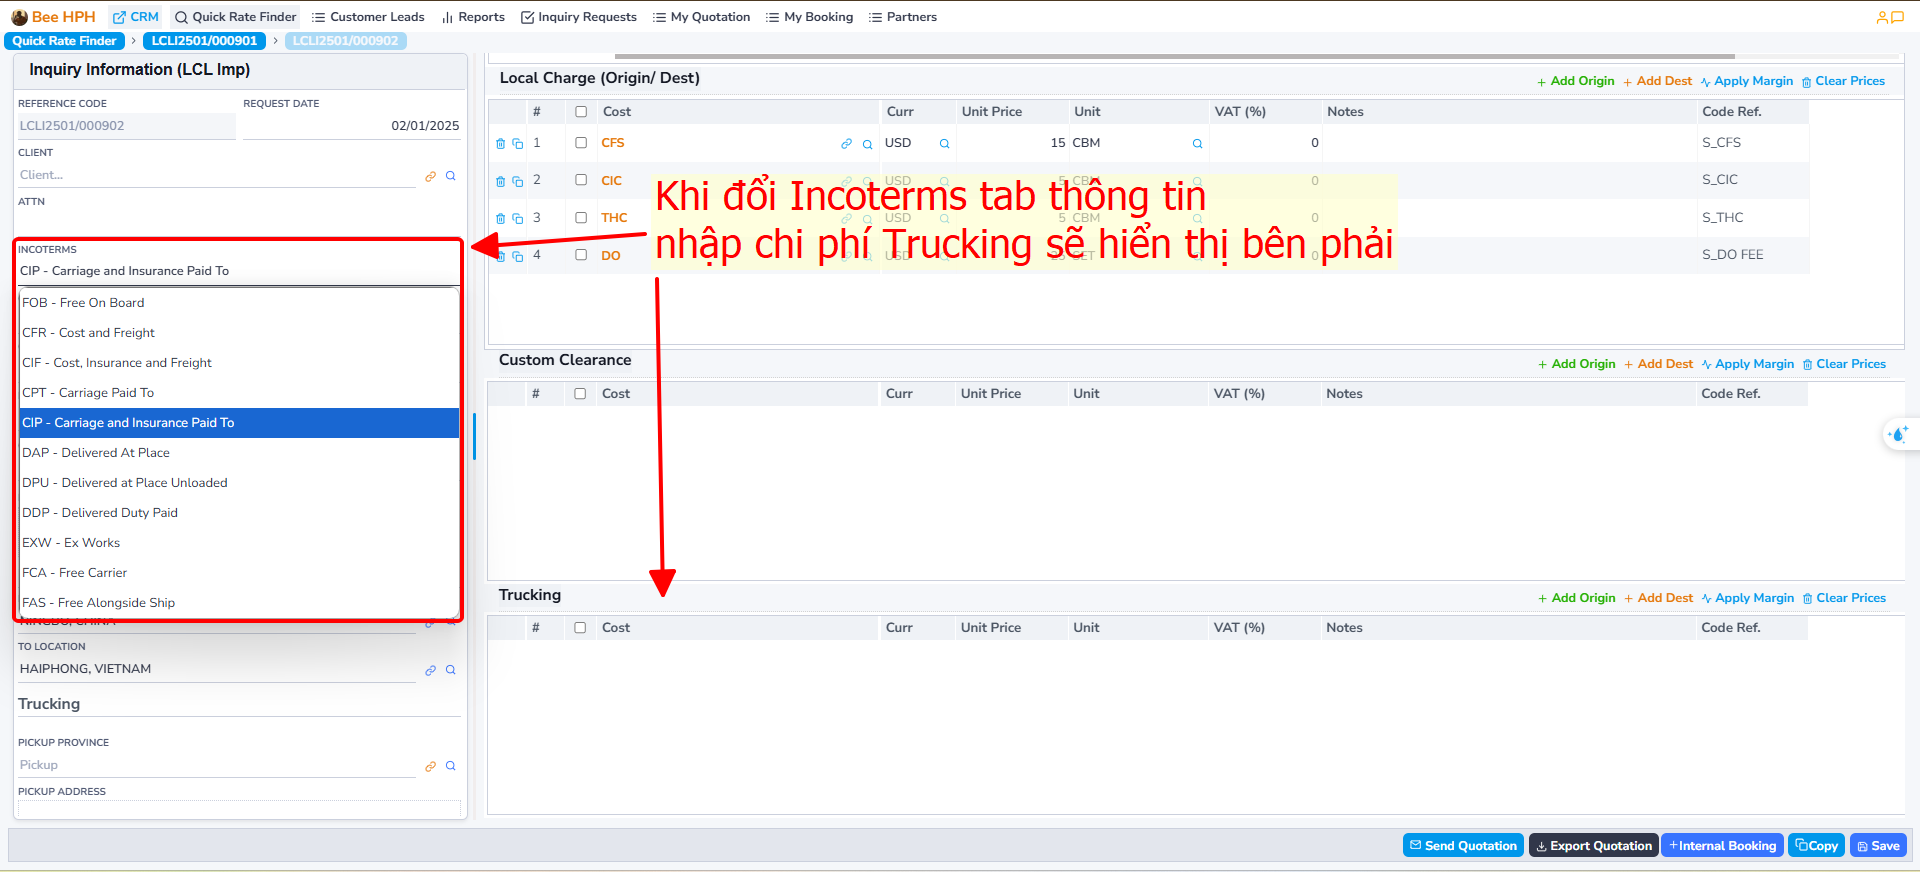 Bee HPH CRM Quick Rate Finder Customer Leads Reports Inquiry Requests My Quotation My Booking Partners
Quick Rate Finder > LCLI2501/000901 > LCLI2501/000902
Inquiry Information (LCL Imp)
REFERENCE CODE REQUEST DATE
LCLI2501/000902 02/01/2025
CLIENT
Client...
ATTN
INCOTERMS
CIP - Carriage and Insurance Paid To
FOB - Free On Board
CFR - Cost and Freight
CIF - Cost, Insurance and Freight
CPT - Carriage Paid To
CIP - Carriage and Insurance Paid To
DAP - Delivered At Place
DPU - Delivered at Place Unloaded
DDP - Delivered Duty Paid
EXW - Ex Works
FCA - Free Carrier
FAS - Free Alongside Ship
NINGBO, CHINA
TO LOCATION
HAIPHONG, VIETNAM
Trucking
PICKUP PROVINCE
Pickup
PICKUP ADDRESS
Local Charge (Origin/ Dest) + Add Origin + Add Dest Apply Margin Clear Prices
# Cost Curr Unit Price Unit VAT (%) Notes Code Ref.
1 CFS USD 15 CBM 0 S_CFS
2 CIC USD 5 CBM 0 S_CIC
3 THC USD 5 CBM 0 S_THC
4 DO S_DO FEE
Khi đổi Incoterms tab thông tin
nhập chi phí Trucking sẽ hiển thị bên phải
Custom Clearance + Add Origin + Add Dest Apply Margin Clear Prices
# Cost Curr Unit Price Unit VAT (%) Notes Code Ref.
Trucking + Add Origin + Add Dest Apply Margin Clear Prices
# Cost Curr Unit Price Unit VAT (%) Notes Code Ref.
Send Quotation Export Quotation +Internal Booking Copy Save